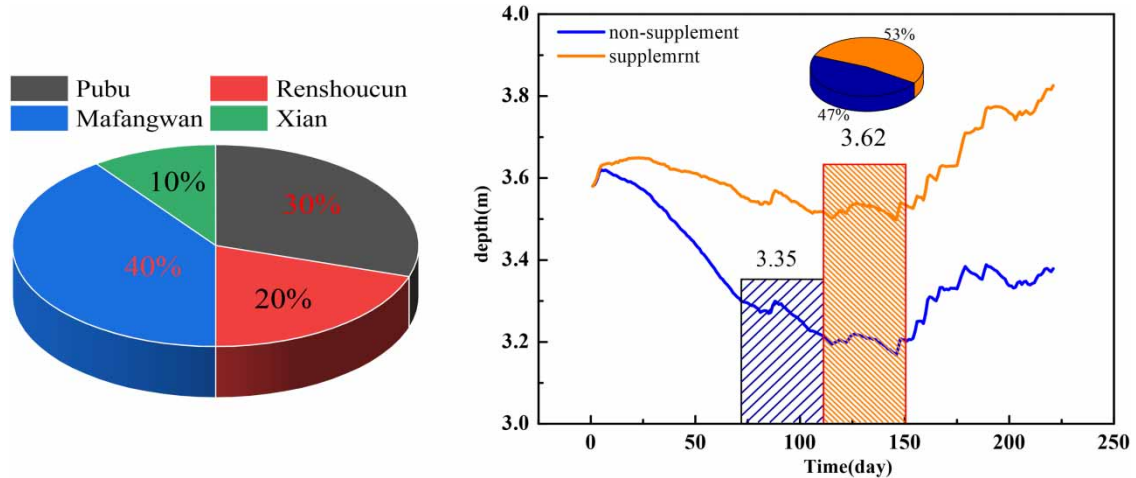 Pubu
Renshoucun
Mafangwan
Xian
10%
30%
40%
20%
non-supplement
supplemrnt
53%
47%
3.62
3.35
4.0
3.8
3.6
3.4
3.2
3.0
depth(m)
0 50 100 150 200 250
Time(day)